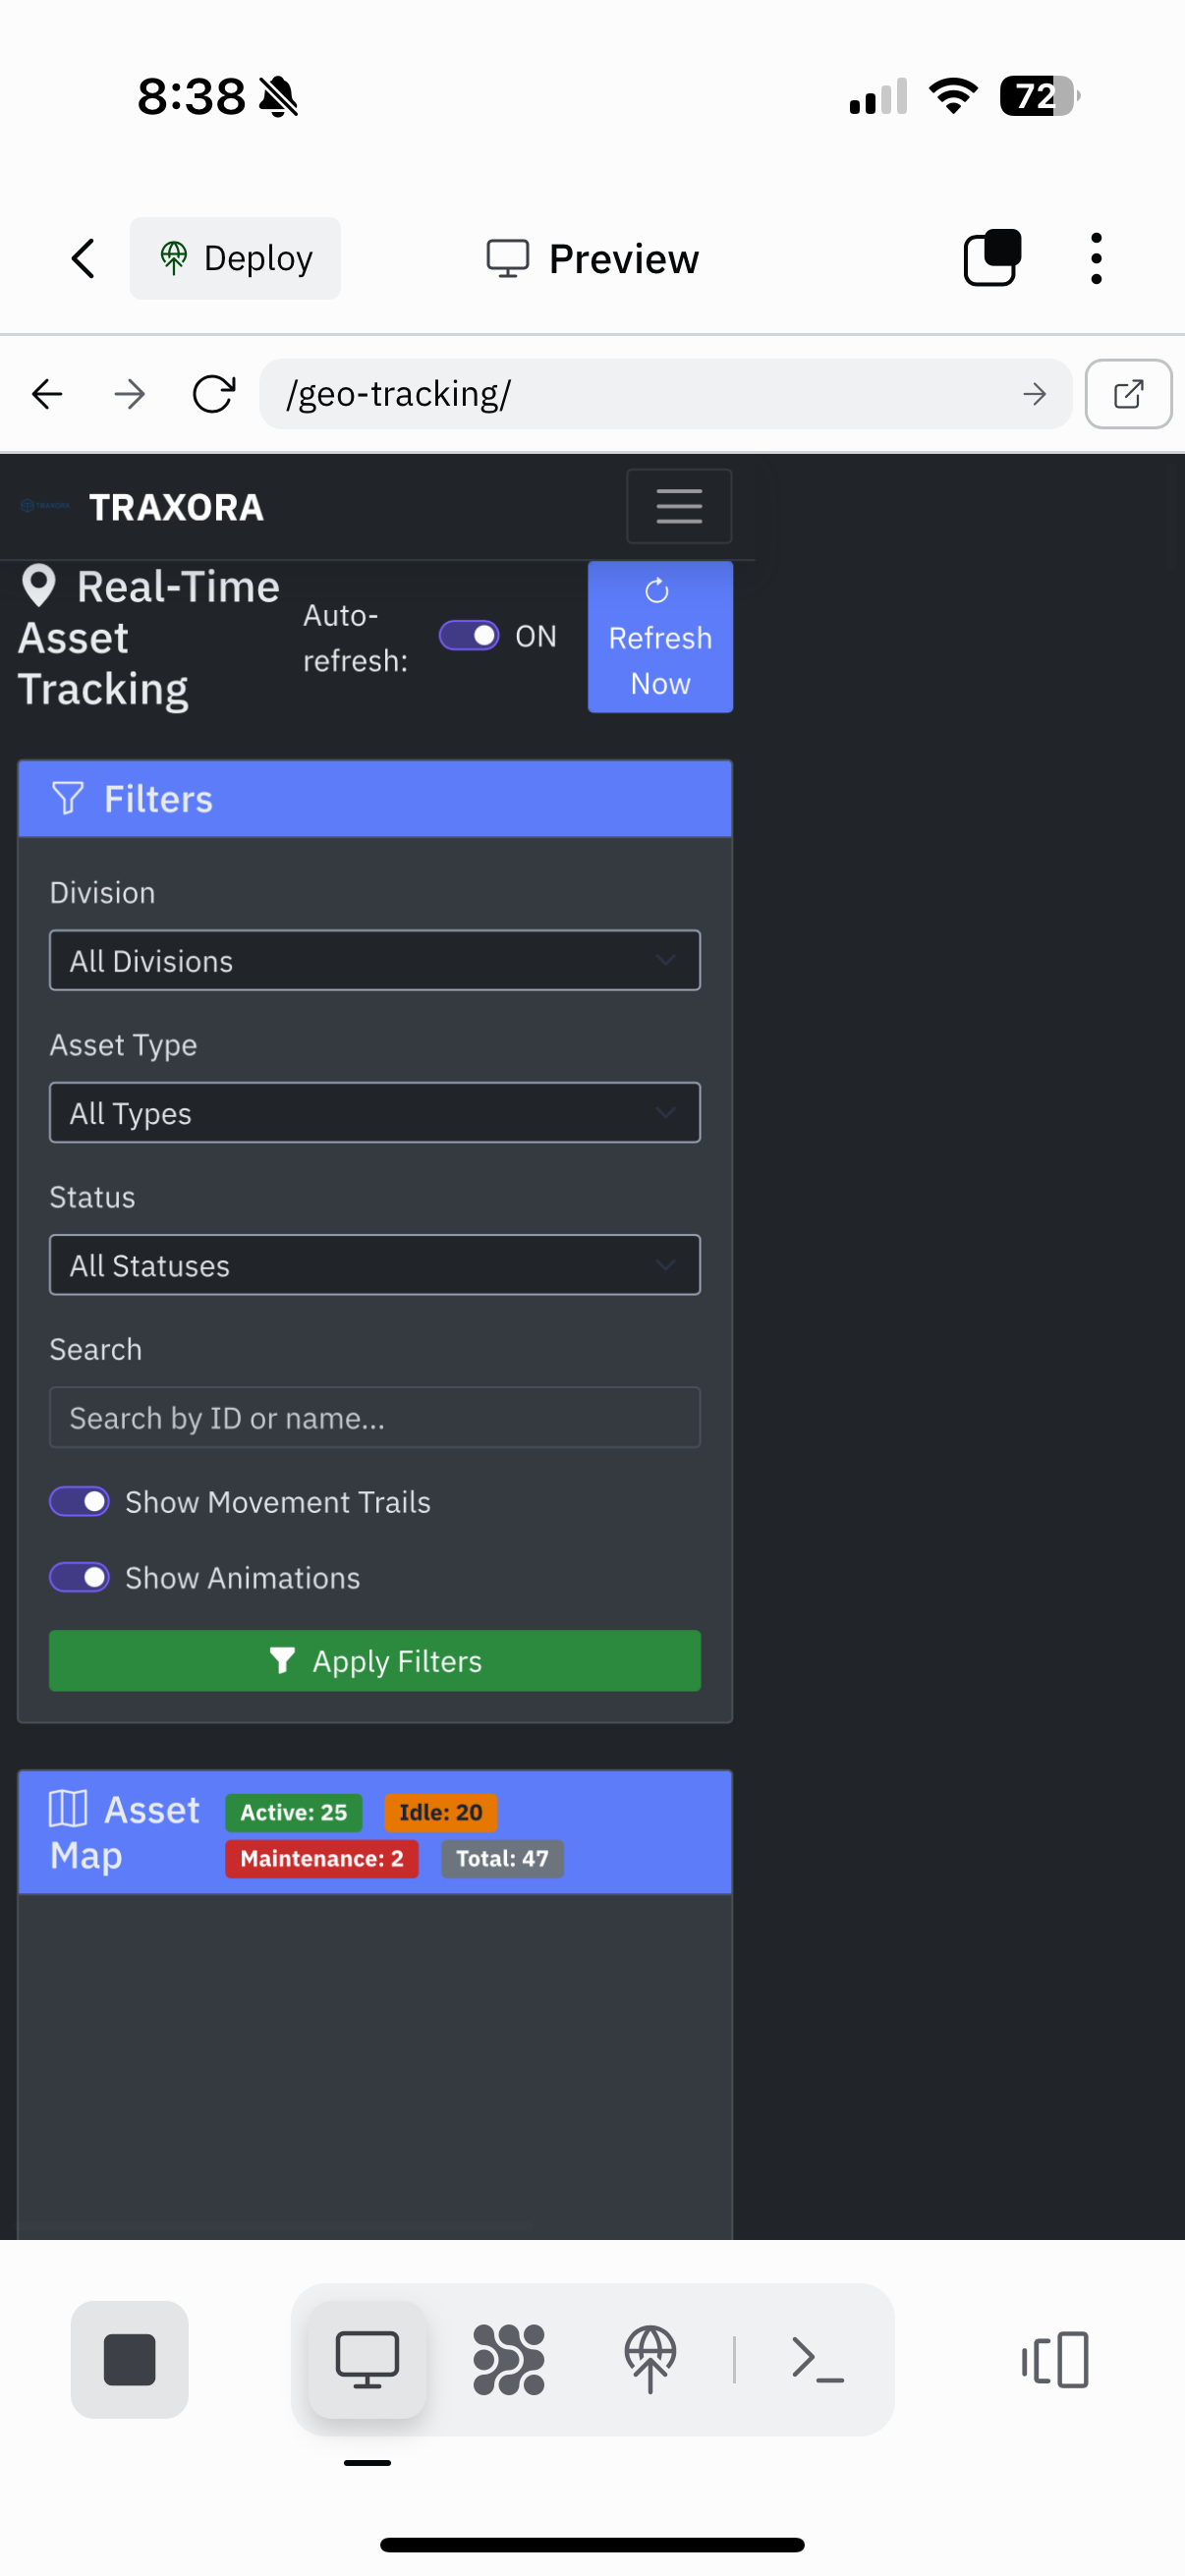 8:38
72
Deploy
Preview
/geo-tracking/
TRAXORA
TRAXORA
Real-Time
Asset
Tracking
Auto-
refresh:
ON
Refresh
Now
Filters
Division
All Divisions
Asset Type
All Types
Status
All Statuses
Search
Search by ID or name...
Show Movement Trails
Show Animations
Apply Filters
Asset
Map
Active: 25
Idle: 20
Maintenance: 2
Total: 47